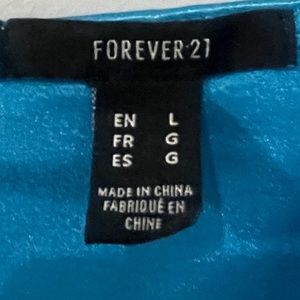 FOREVER 21
EN L
FR G
ES G
MADE IN CHINA
FABRIQUÉ EN
CHINE